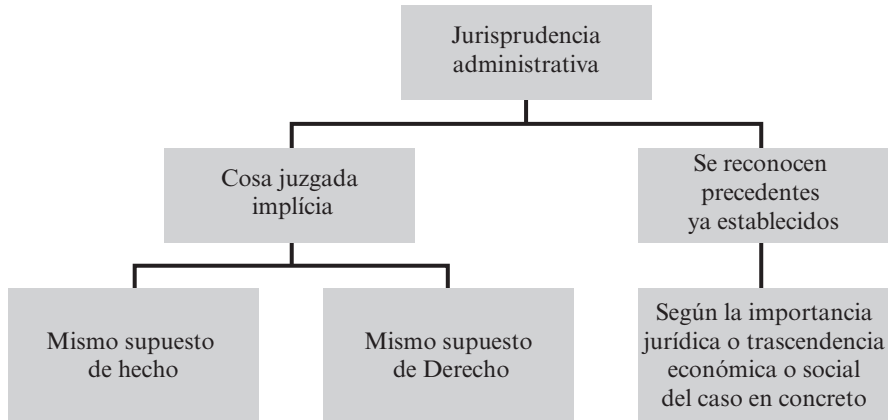 Jurisprudencia
administrativa
Cosa juzgada
implícia
Se reconocen
precedentes
ya establecidos
Mismo supuesto
de hecho
Mismo supuesto
de Derecho
Según la importancia
jurídica o trascendencia
económica o social
del caso en concreto